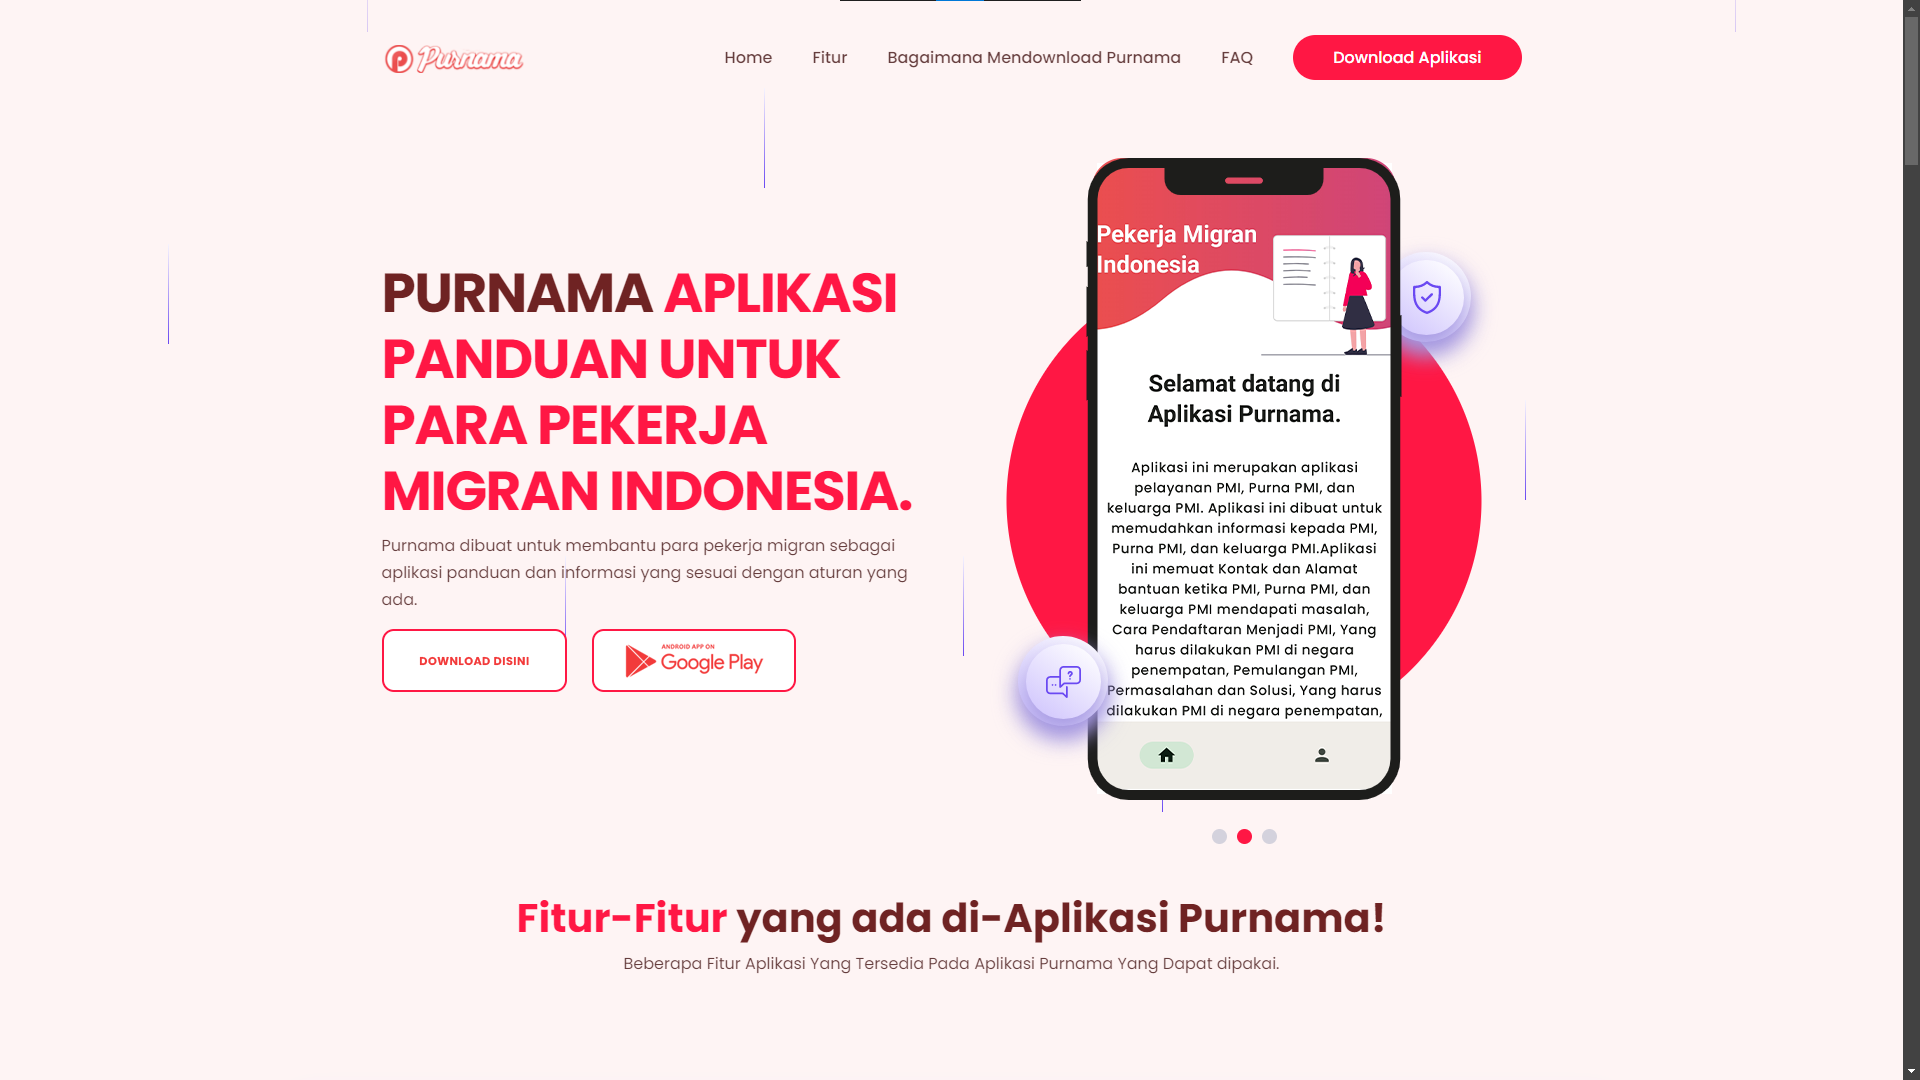 Purnama
Home
Fitur
Bagaimana Mendownload Purnama
FAQ
Download Aplikasi
PURNAMA APLIKASI
PANDUAN UNTUK
PARA PEKERJA
MIGRAN INDONESIA.
Purnama dibuat untuk membantu para pekerja migran sebagai
aplikasi panduan dan informasi yang sesuai dengan aturan yang
ada.
DOWNLOAD DISINI
ANDROID APP ON
Google Play
Pekerja Migran
Indonesia
Selamat datang di
Aplikasi Purnama.
Aplikasi ini merupakan aplikasi
pelayanan PMI, Purna PMI, dan
keluarga PMI. Aplikasi ini dibuat untuk
memudahkan informasi kepada PMI,
Purna PMI, dan keluarga PMI.Aplikasi
ini memuat Kontak dan Alamat
bantuan ketika PMI, Purna PMI, dan
keluarga PMI mendapati masalah,
Cara Pendaftaran Menjadi PMI, Yang
harus dilakukan PMI di negara
penempatan, Pemulangan PMI,
Permasalahan dan Solusi, Yang harus
dilakukan PMI di negara penempatan,
Fitur-Fitur yang ada di-Aplikasi Purnama!
Beberapa Fitur Aplikasi Yang Tersedia Pada Aplikasi Purnama Yang Dapat dipakai.